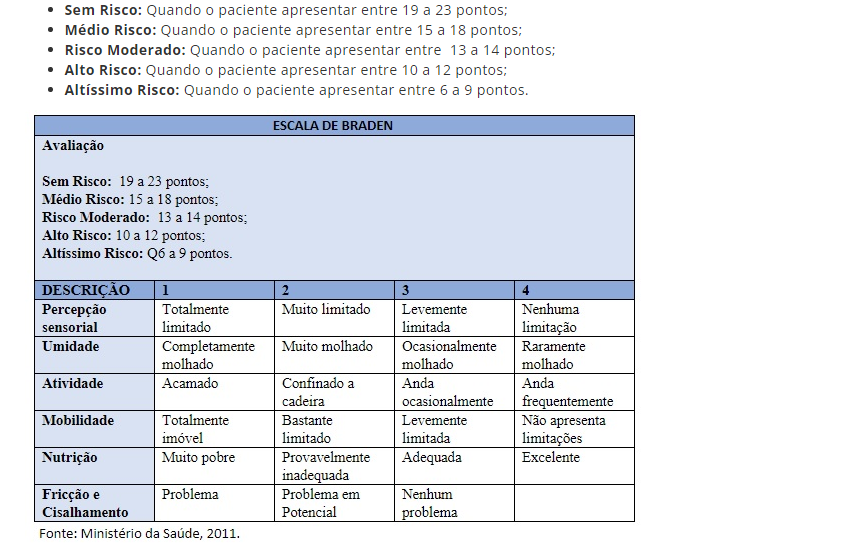 Sem Risco: Quando o paciente apresentar entre 19 a 23 pontos;
Médio Risco: Quando o paciente apresentar entre 15 a 18 pontos;
Risco Moderado: Quando o paciente apresentar entre  13 a 14 pontos;
Alto Risco: Quando o paciente apresentar entre 10 a 12 pontos;
Altíssimo Risco: Quando o paciente apresentar entre 6 a 9 pontos.
ESCALA DE BRADEN
Avaliação
Sem Risco:  19 a 23 pontos;
Médio Risco: 15 a 18 pontos;
Risco Moderado:  13 a 14 pontos;
Alto Risco: 10 a 12 pontos;
Altíssimo Risco: Q6 a 9 pontos.
DESCRIÇÃO 1 2 3 4
Percepção Totalmente Muito limitado Levemente Nenhuma
sensorial limitado limitada limitação
Umidade Completamente Muito molhado Ocasionalmente Raramente
molhado molhado molhado
Atividade Acamado Confinado a Anda Anda
cadeira ocasionalmente frequentemente
Mobilidade Totalmente Bastante Levemente Não apresenta
imóvel limitado limitada limitações
Nutrição Muito pobre Provavelmente Adequada Excelente
inadequada
Fricção e Problema Problema em Nenhum
Cisalhamento Potencial problema
Fonte: Ministério da Saúde, 2011.